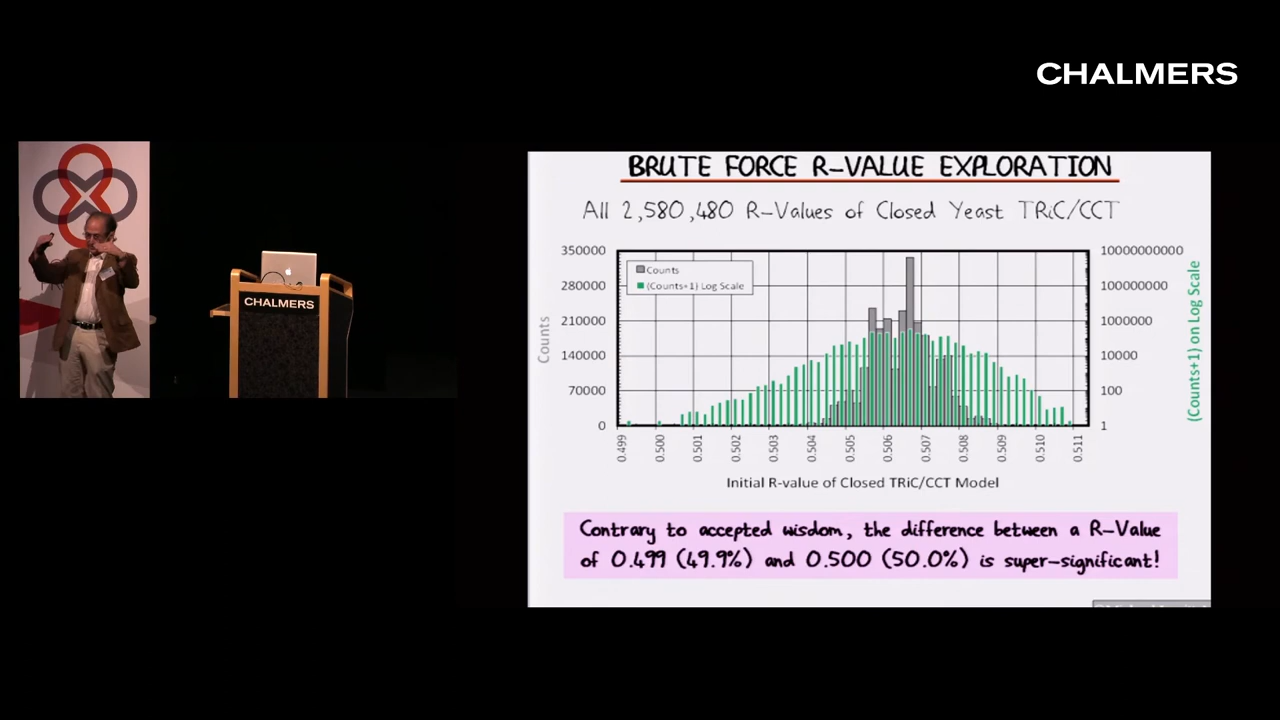 CHALMERS
BRUTE FORCE R-VALUE EXPLORATION
All 2,580,480 R-Values of Closed Yeast TRiC/CCT
350000
280000
210000
140000
70000
0
Counts
Counts
(Counts+1) Log Scale
10000000000
100000000
1000000
10000
100
1
(Counts+1) on Log Scale
0.499
0.500
0.501
0.502
0.503
0.504
0.505
0.506
0.507
0.508
0.509
0.510
0.511
Initial R-value of Closed TRiC/CCT Model
Contrary to accepted wisdom, the difference between a R-Value
of 0.499 (49.9%) and 0.500 (50.0%) is super-significant!
CHALMERS